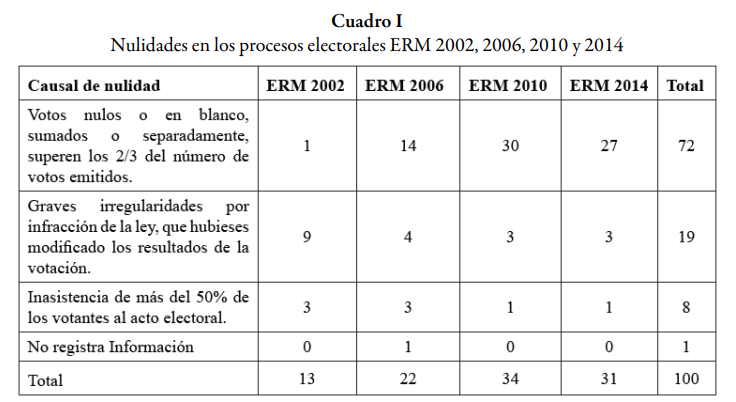 Cuadro I
Nulidades en los procesos electorales ERM 2002, 2006, 2010 y 2014
Causal de nulidad ERM 2002 ERM 2006 ERM 2010 ERM 2014 Total
Votos nulos o en blanco,
sumados o separadamente,
superen los 2/3 del número de
votos emitidos.
1 14 30 27 72
Graves irregularidades por
infracción de la ley, que hubieses
modificado los resultados de la
votación.
9 4 3 3 19
Inasistencia de más del 50% de
los votantes al acto electoral.
3 3 1 1 8
No registra Información 0 1 0 0 1
Total 13 22 34 31 100